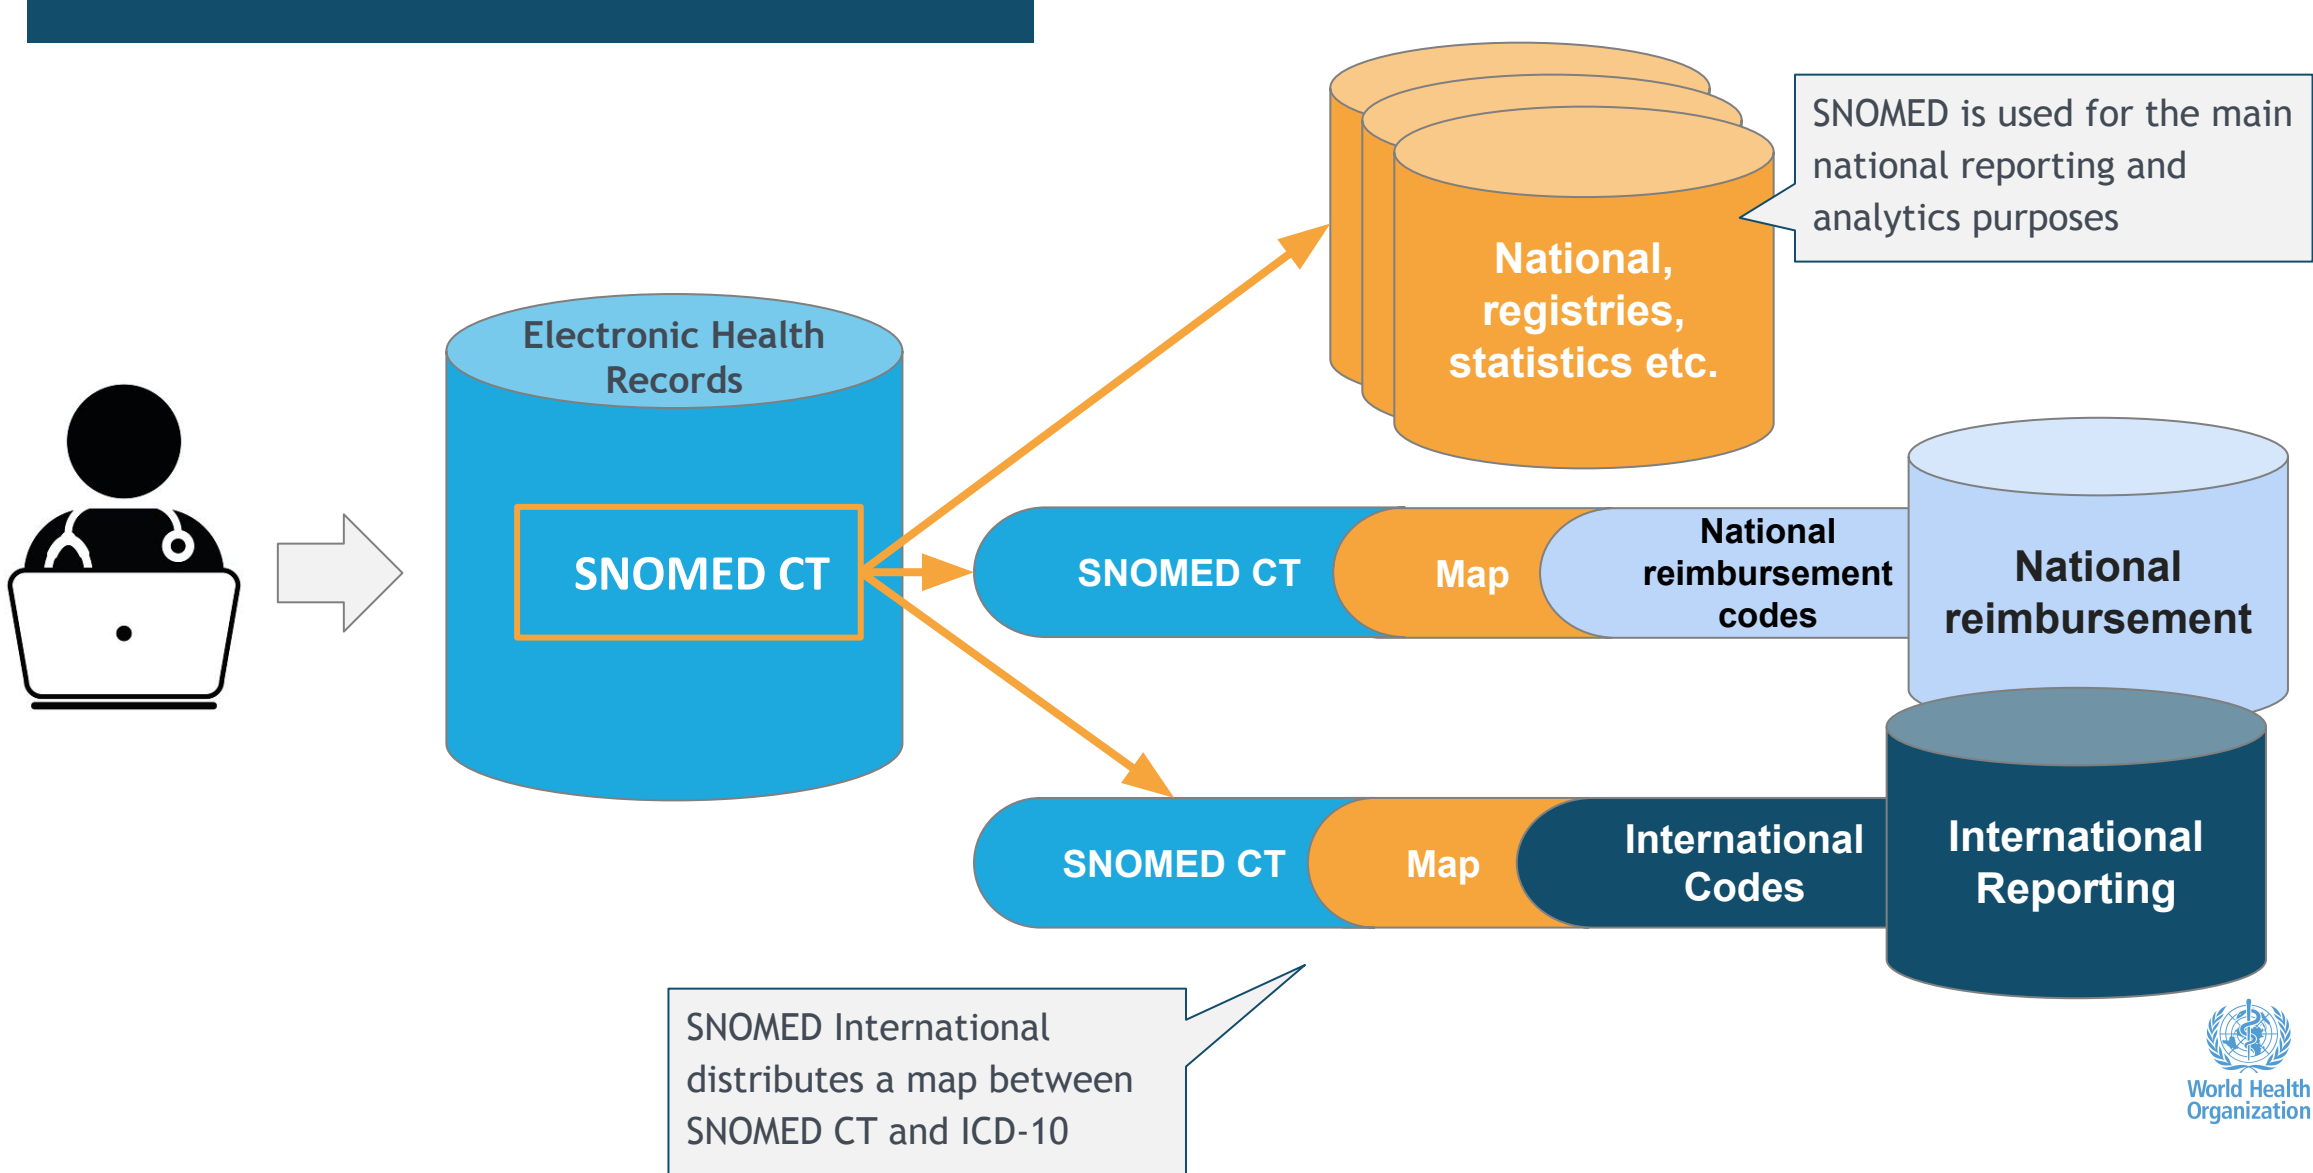 SNOMED is used for the main
national reporting and
analytics purposes
National,
registries,
statistics etc.
Electronic Health
Records
SNOMED CT
SNOMED CT
Map
National
reimbursement
codes
National
reimbursement
SNOMED CT
Map
International
Codes
International
Reporting
SNOMED International
distributes a map between
SNOMED CT and ICD-10
World Health
Organization